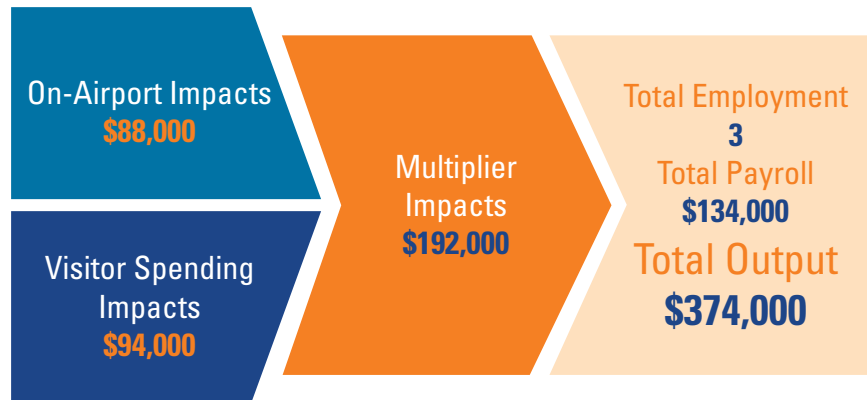 On-Airport Impacts
$88,000
Visitor Spending
Impacts
$94,000
Multiplier
Impacts
$192,000
Total Employment
3
Total Payroll
$134,000
Total Output
$374,000